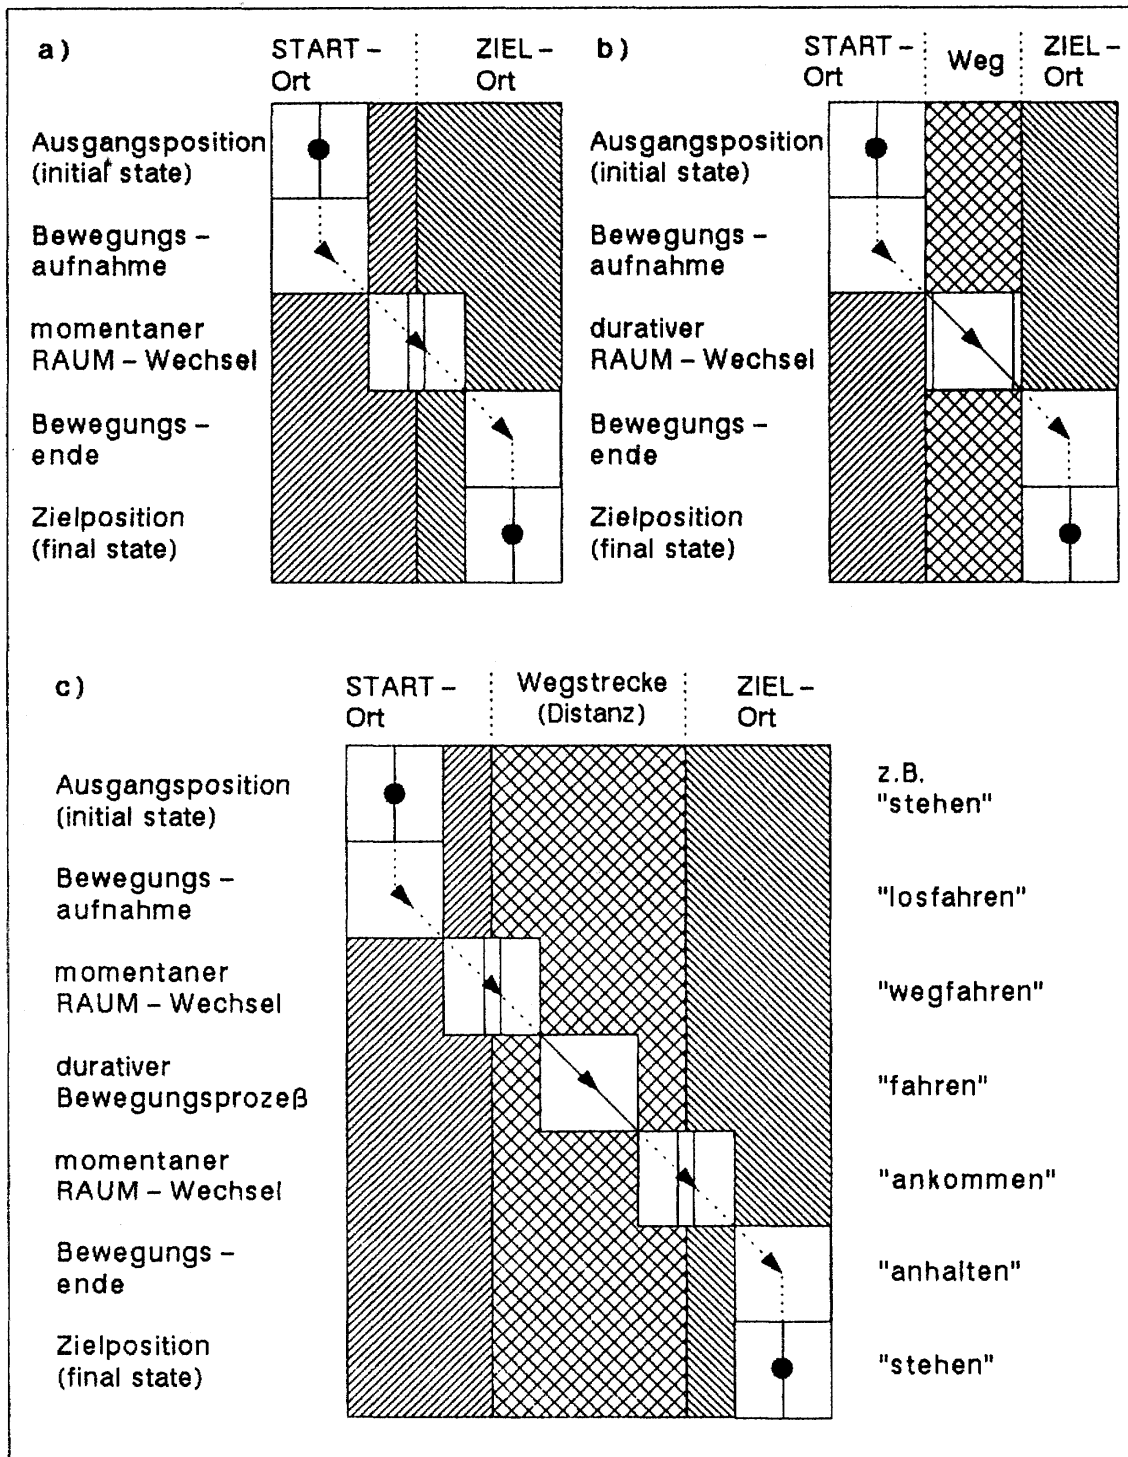 a)
START –
Ort
ZIEL –
Ort
Ausgangsposition
(initial state)
Bewegungs –
aufnahme
momentaner
RAUM – Wechsel
Bewegungs –
ende
Zielposition
(final state)
b)
START –
Ort
Weg
ZIEL –
Ort
Ausgangsposition
(initial state)
Bewegungs –
aufnahme
durativer
RAUM – Wechsel
Bewegungs –
ende
Zielposition
(final state)
c)
START –
Ort
Wegstrecke
(Distanz)
ZIEL –
Ort
Ausgangsposition
(initial state)
z.B.
"stehen"
Bewegungs –
aufnahme
"losfahren"
momentaner
RAUM – Wechsel
"wegfahren"
durativer
Bewegungsprozeß
"fahren"
momentaner
RAUM – Wechsel
"ankommen"
Bewegungs –
ende
"anhalten"
Zielposition
(final state)
"stehen"